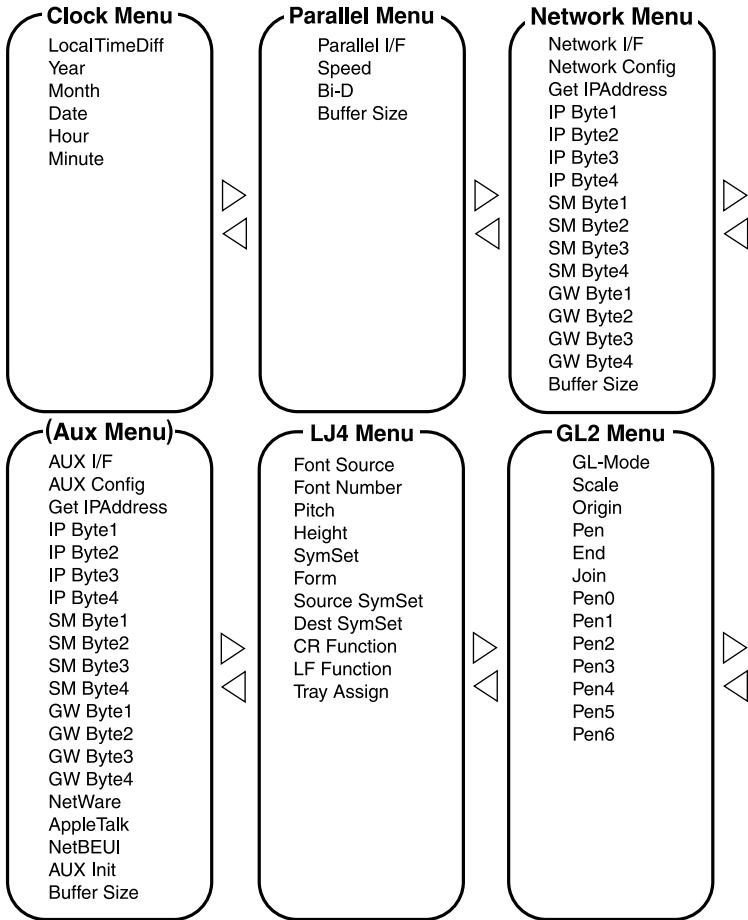 Clock Menu
LocalTimeDiff
Year
Month
Date
Hour
Minute
Parallel Menu
Parallel I/F
Speed
Bi-D
Buffer Size
Network Menu
Network I/F
Network Config
Get IPAddress
IP Byte1
IP Byte2
IP Byte3
IP Byte4
SM Byte1
SM Byte2
SM Byte3
SM Byte4
GW Byte1
GW Byte2
GW Byte3
GW Byte4
Buffer Size
(Aux Menu)
AUX I/F
AUX Config
Get IPAddress
IP Byte1
IP Byte2
IP Byte3
IP Byte4
SM Byte1
SM Byte2
SM Byte3
SM Byte4
GW Byte1
GW Byte2
GW Byte3
GW Byte4
NetWare
AppleTalk
NetBEUI
AUX Init
Buffer Size
LJ4 Menu
Font Source
Font Number
Pitch
Height
SymSet
Form
Source SymSet
Dest SymSet
CR Function
LF Function
Tray Assign
GL2 Menu
GL-Mode
Scale
Origin
Pen
End
Join
Pen0
Pen1
Pen2
Pen3
Pen4
Pen5
Pen6